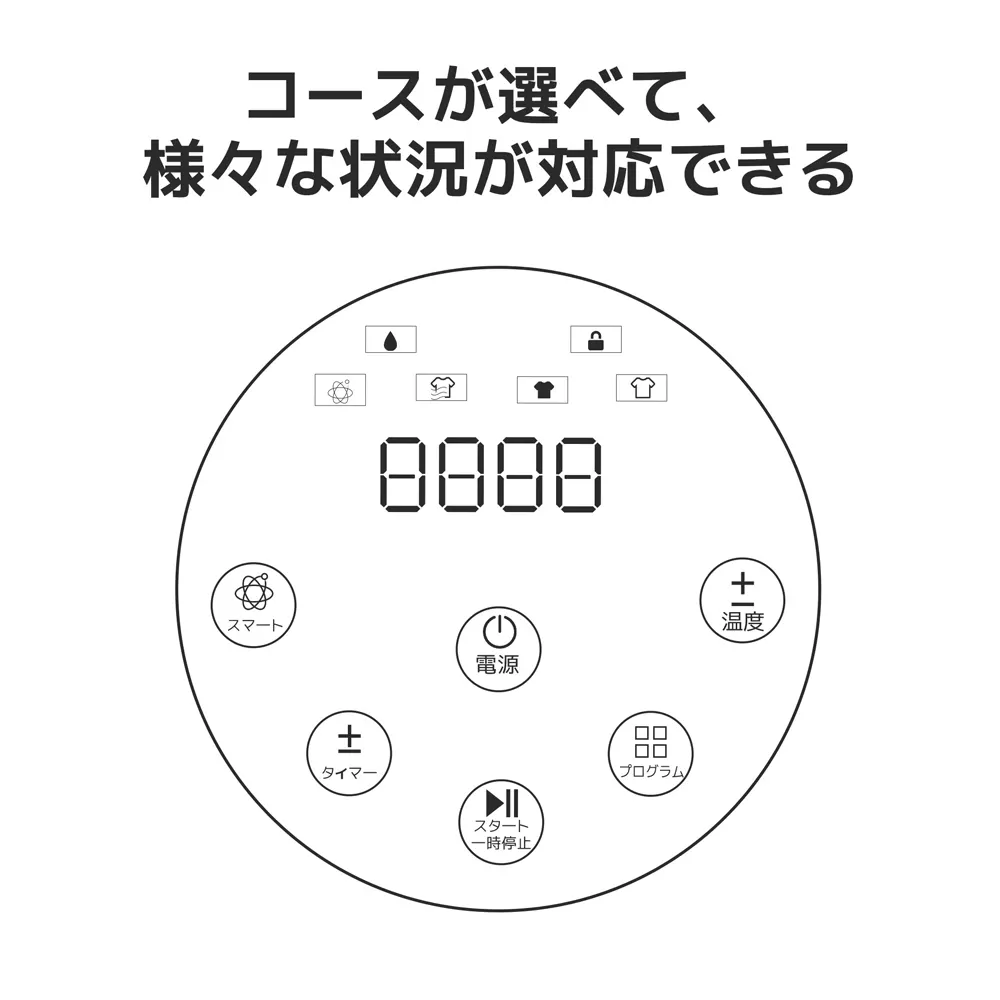 コースが選べて、
様々な状況が対応できる
8888
スマート
温度
電源
タイマー
プログラム
スタート
一時停止